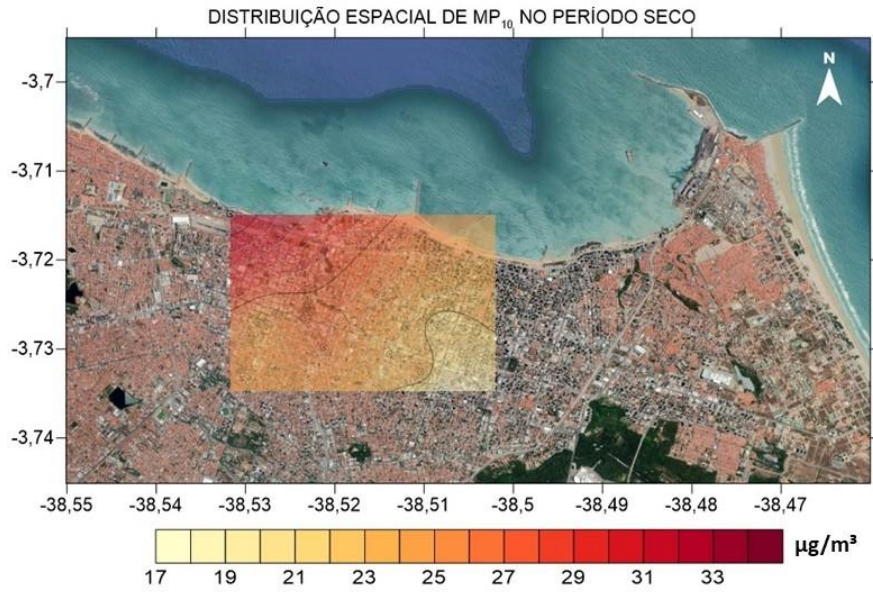 DISTRIBUIÇÃO ESPACIAL DE MP₁₀ NO PERÍODO SECO
N
-3,7
-3,71
-3,72
-3,73
-3,74
-38,55 -38,54 -38,53 -38,52 -38,51 -38,5 -38,49 -38,48 -38,47
µg/m³
17 19 21 23 25 27 29 31 33